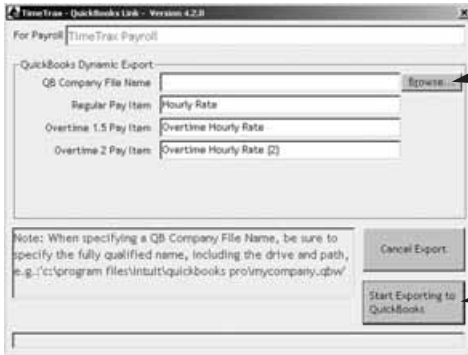 TimeTrax - QuickBooks Link - Version 4.2.0
For Payroll TimeTrax Payroll
QuickBooks Dynamic Export
QB Company File Name Browse...
Regular Pay Item Hourly Rate
Overtime 1.5 Pay Item Overtime Hourly Rate
Overtime 2 Pay Item Overtime Hourly Rate (2)
Note: When specifying a QB Company File Name, be sure to
specify the fully qualified name, including the drive and path,
e.g.:'c:\program files\intuit\quickbooks pro\mycompany.qbw'
Cancel Export
Start Exporting to
QuickBooks